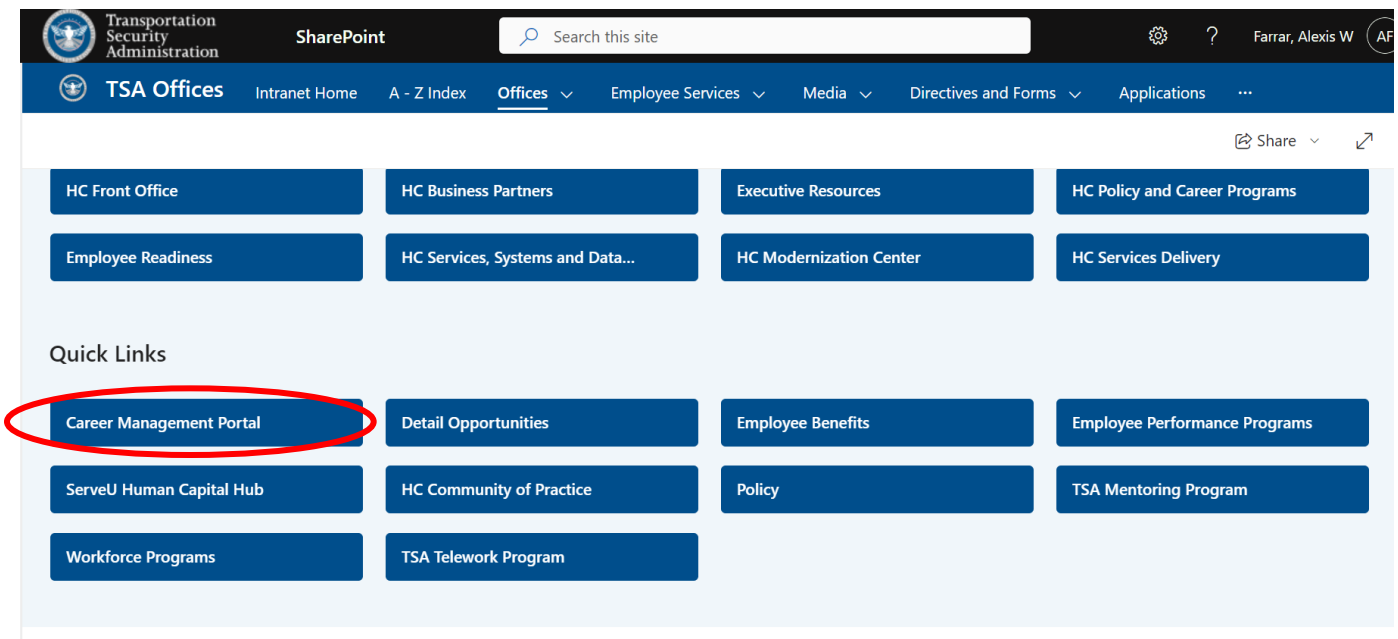 Transportation
Security
Administration
SharePoint
Search this site
?
Farrar, Alexis W
AF
TSA Offices
Intranet Home
A - Z Index
Offices
Employee Services
Media
Directives and Forms
Applications
...
Share
HC Front Office
HC Business Partners
Executive Resources
HC Policy and Career Programs
Employee Readiness
HC Services, Systems and Data...
HC Modernization Center
HC Services Delivery
Quick Links
Career Management Portal
Detail Opportunities
Employee Benefits
Employee Performance Programs
ServeU Human Capital Hub
HC Community of Practice
Policy
TSA Mentoring Program
Workforce Programs
TSA Telework Program